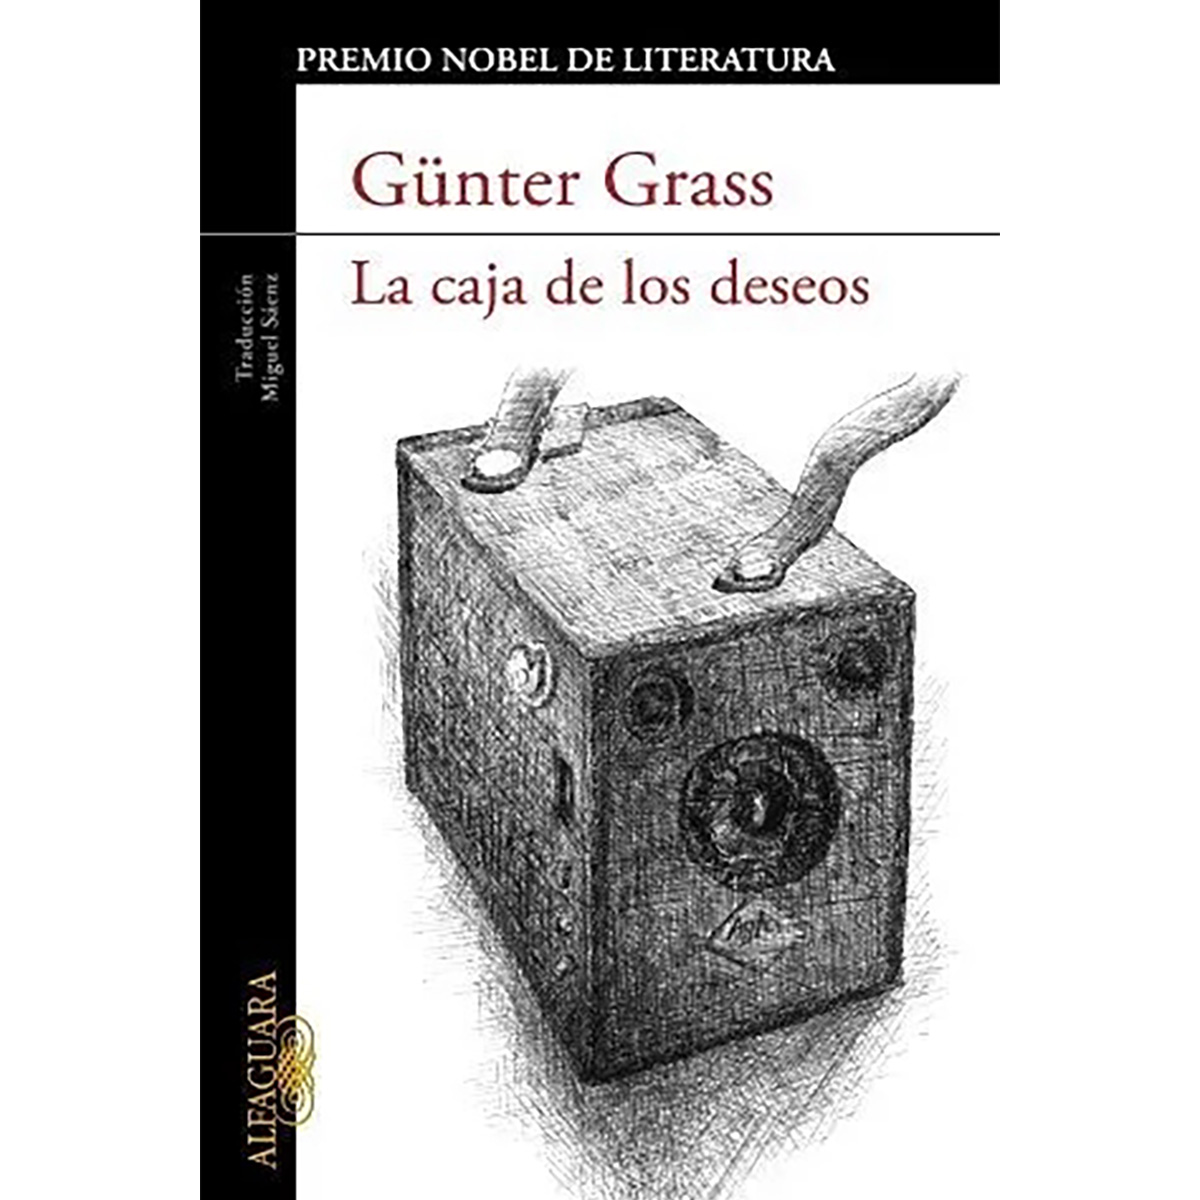 PREMIO NOBEL DE LITERATURA
Günter Grass
La caja de los deseos
Traducción
Miguel Sáenz
ALFAGUARA